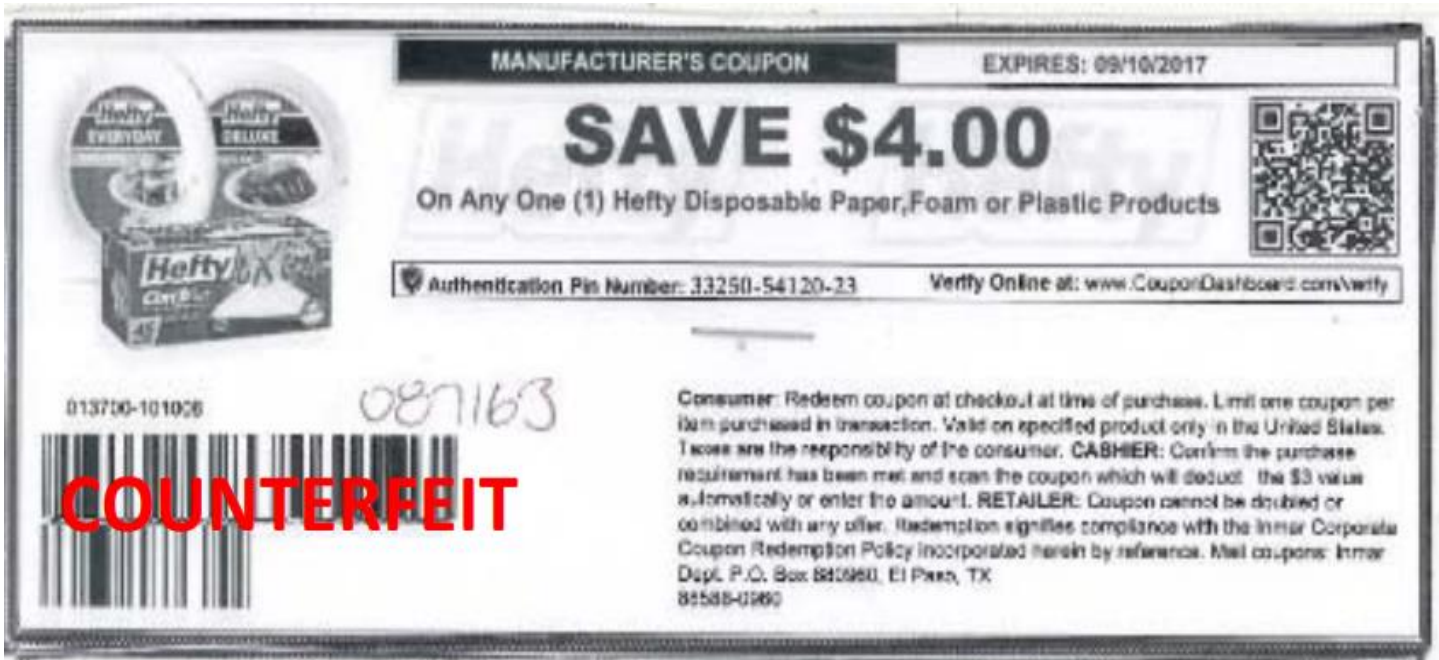 MANUFACTURER'S COUPON
EXPIRES: 09/10/2017
Hefty Hefty
EVERYDAY DELUXE
SAVE $4.00
On Any One (1) Hefty Disposable Paper,Foam or Plastic Products
Hefty
45
Authentication Pin Number: 33250-54120-23
Verify Online at: www.CouponDashboard.com/verify
013700-101006
087163
COUNTERFEIT
Consumer: Redeem coupon at checkout at time of purchase. Limit one coupon per
item purchased in transaction. Valid on specified product only in the United States.
Taxes are the responsibility of the consumer. CASHIER: Confirm the purchase
requirement has been met and scan the coupon which will deduct the $3 value
automatically or enter the amount. RETAILER: Coupon cannot be doubled or
combined with any offer. Redemption signifies compliance with the Inmar Corporate
Coupon Redemption Policy incorporated herein by reference. Mail coupons: Inmar
Dept. P.O. Box 880960, El Paso, TX
88588-0960